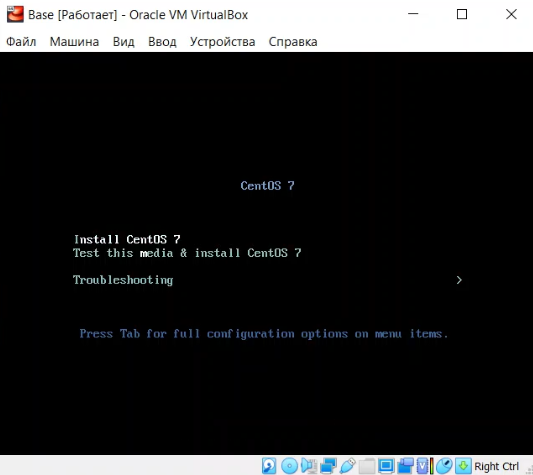 Base [Работает] - Oracle VM VirtualBox
Файл Машина Вид Ввод Устройства Справка
CentOS 7
Install CentOS 7
Test this media & install CentOS 7
Troubleshooting >
Press Tab for full configuration options on menu items.
Right Ctrl